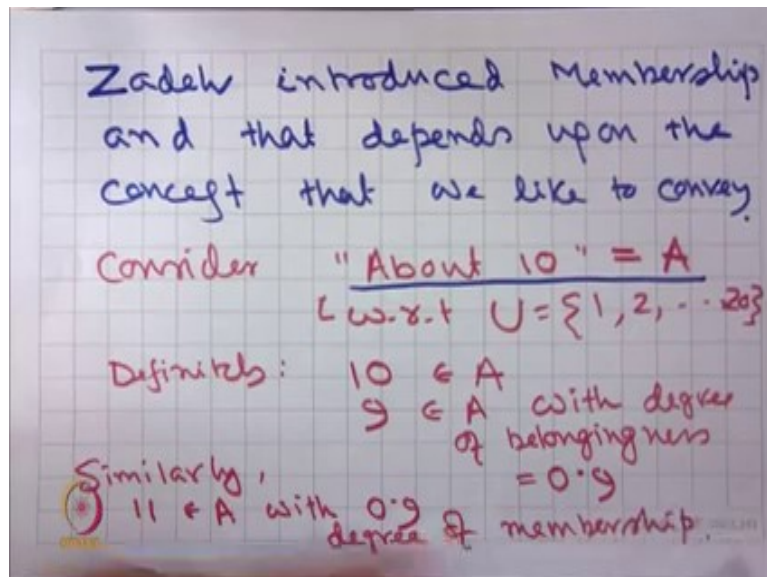 Zadeh introduced Membership
and that depends upon the
concept that we like to convey.
Consider "About 10" = A
( w.r.t U = {1, 2, .. 20}
Definitely: 10 ∈ A
9 ∈ A with degree
of belongingness
= 0.9
Similarly,
11 ∈ A with 0.9
degree of membership.